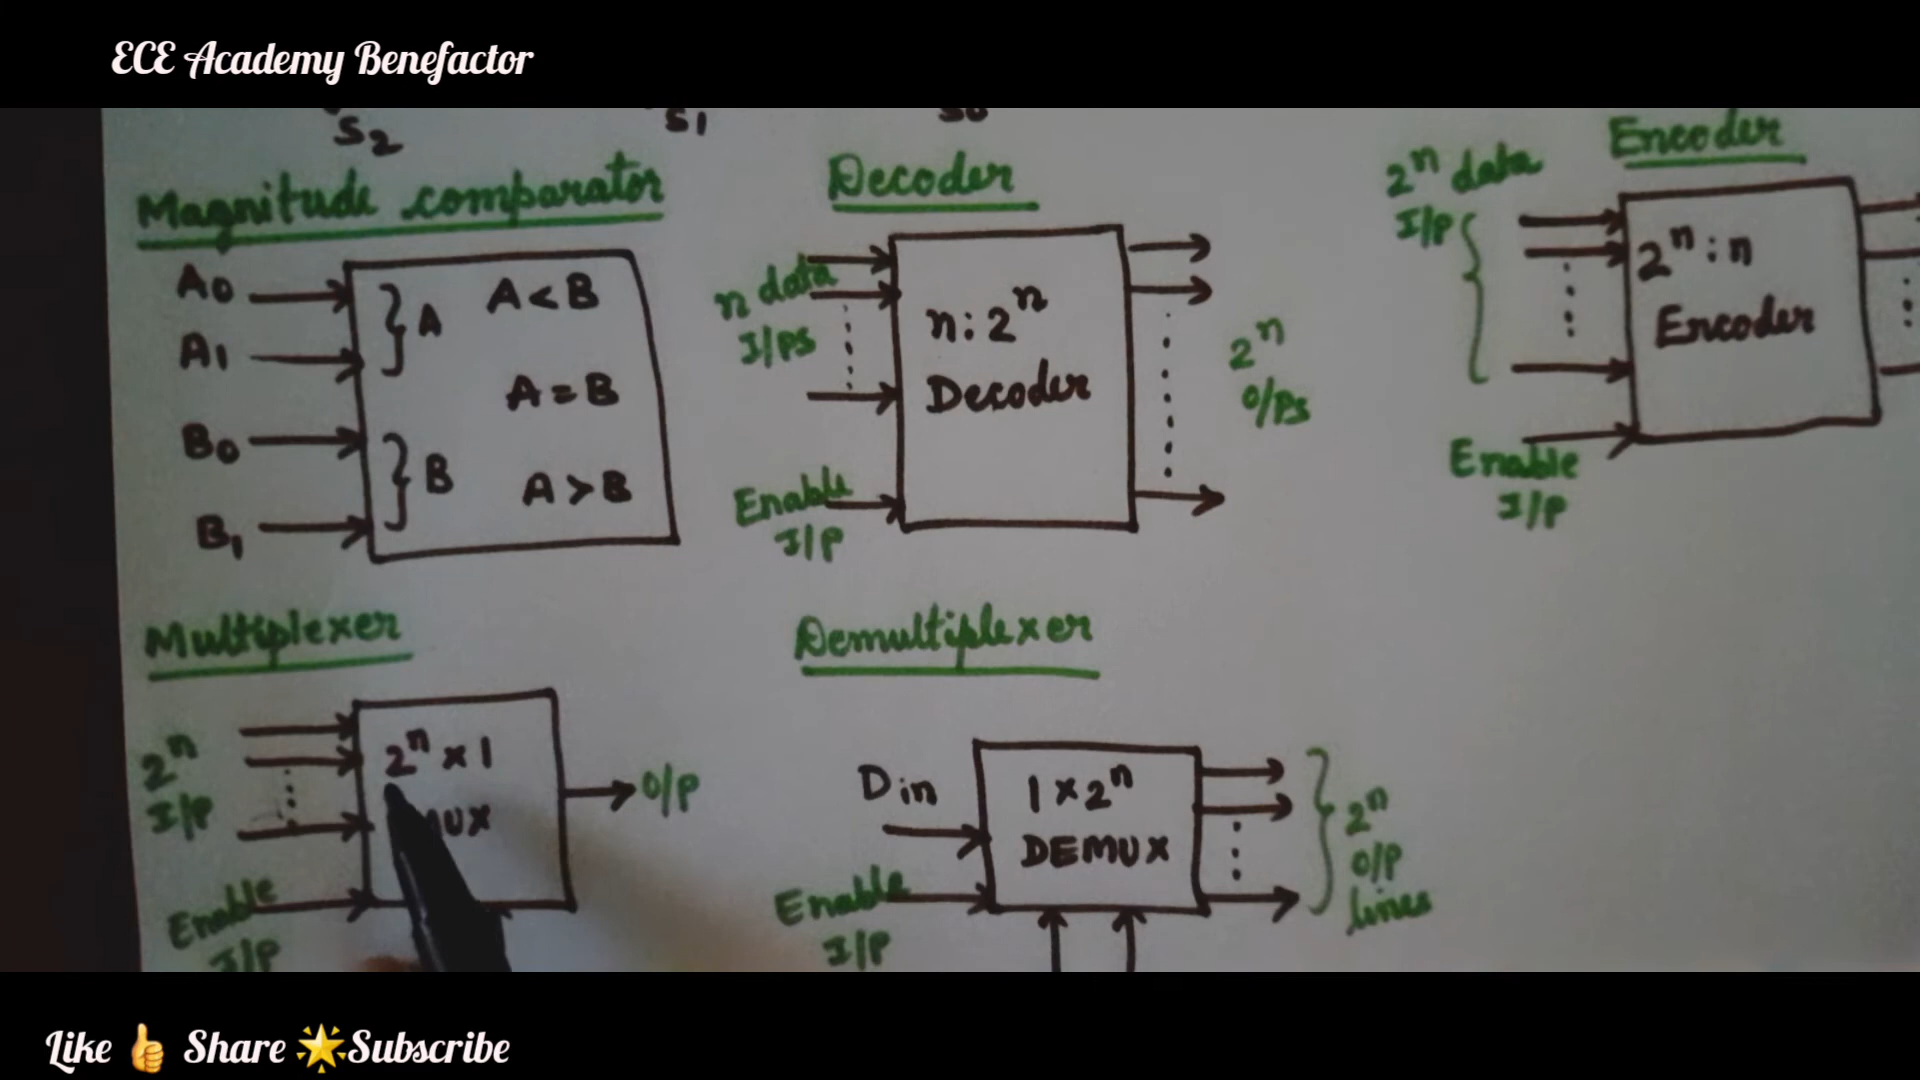 ECE Academy Benefactor
S2
S1
S0
Magnitude comparator
A0
A1
B0
B1
} A
} B
A < B
A = B
A > B
Decoder
n data
I/Ps
Enable
I/P
n : 2ⁿ
Decoder
2ⁿ
O/Ps
Encoder
2ⁿ data
I/P {
2ⁿ : n
Encoder
Enable
I/P
Multiplexer
2ⁿ
I/P
Enable
I/P
2ⁿ x 1
MUX
O/P
Demultiplexer
Din
Enable
I/P
1 x 2ⁿ
DEMUX
} 2ⁿ
O/P
lines
Like 👍 Share 🌟Subscribe